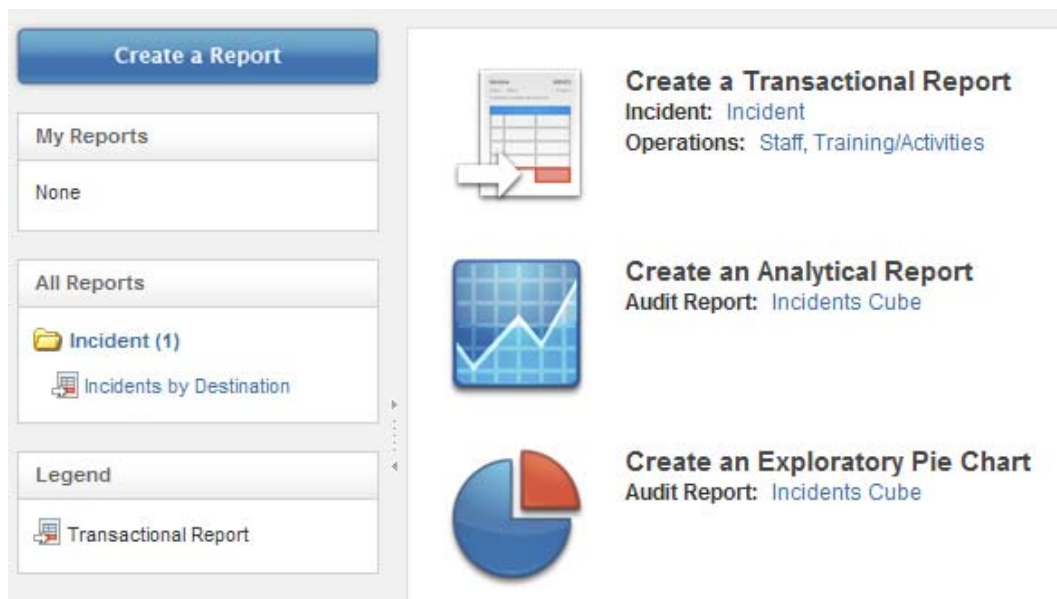 Create a Report
My Reports
None
All Reports
Incident (1)
Incidents by Destination
Legend
Transactional Report
Create a Transactional Report
Incident: Incident
Operations: Staff, Training/Activities
Create an Analytical Report
Audit Report: Incidents Cube
Create an Exploratory Pie Chart
Audit Report: Incidents Cube